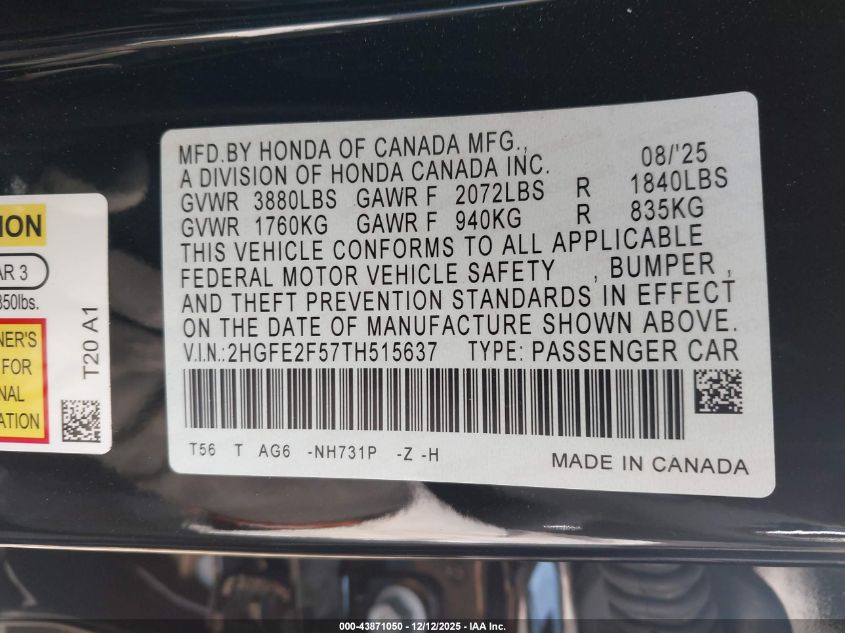 MFD.BY HONDA OF CANADA MFG.,
A DIVISION OF HONDA CANADA INC. 08/'25
GVWR 3880LBS GAWR F 2072LBS R 1840LBS
GVWR 1760KG GAWR F 940KG R 835KG
THIS VEHICLE CONFORMS TO ALL APPLICABLE
FEDERAL MOTOR VEHICLE SAFETY , BUMPER ,
AND THEFT PREVENTION STANDARDS IN EFFECT
ON THE DATE OF MANUFACTURE SHOWN ABOVE.
V.I.N.:2HGFE2F57TH515637 TYPE: PASSENGER CAR
T56 T AG6 -NH731P -Z -H
MADE IN CANADA
ION
AR 3
350lbs.
NER'S
FOR
NAL
ATION
T20 A1
000-43871050 - 12/12/2025 - IAA Inc.